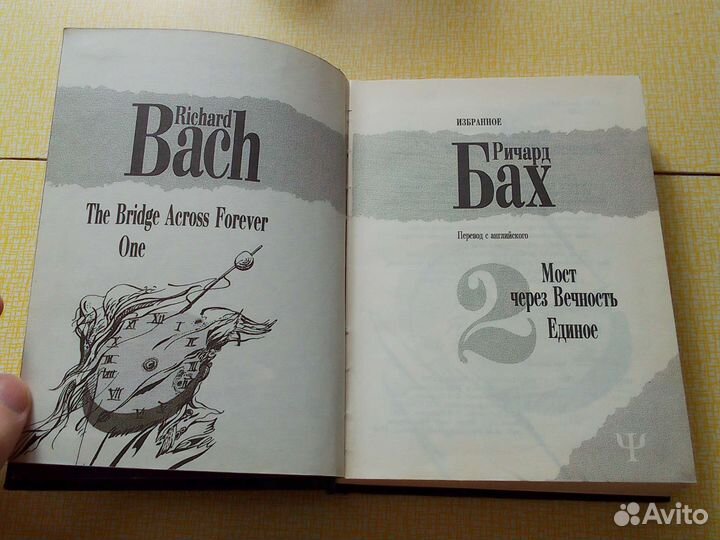 Richard
Bach
The Bridge Across Forever
One
ИЗБРАННОЕ
Ричард
Бах
Перевод с английского
2
Мост
через Вечность
Единое
Ψ
Avito